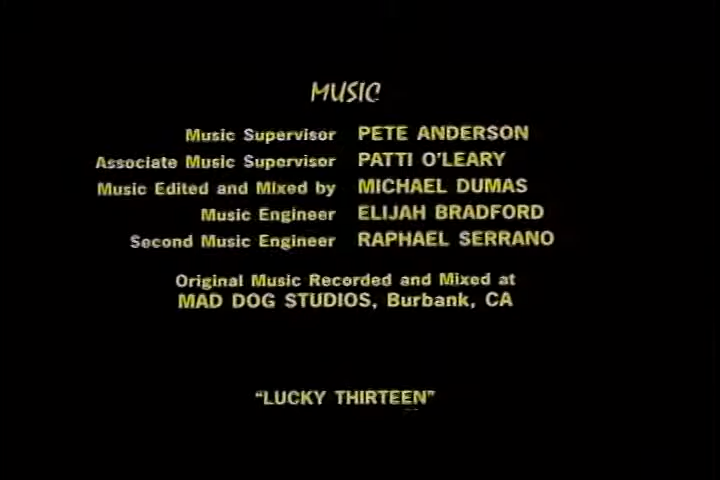 MUSIC
Music Supervisor PETE ANDERSON
Associate Music Supervisor PATTI O'LEARY
Music Edited and Mixed by MICHAEL DUMAS
Music Engineer ELIJAH BRADFORD
Second Music Engineer RAPHAEL SERRANO
Original Music Recorded and Mixed at
MAD DOG STUDIOS, Burbank, CA
"LUCKY THIRTEEN"